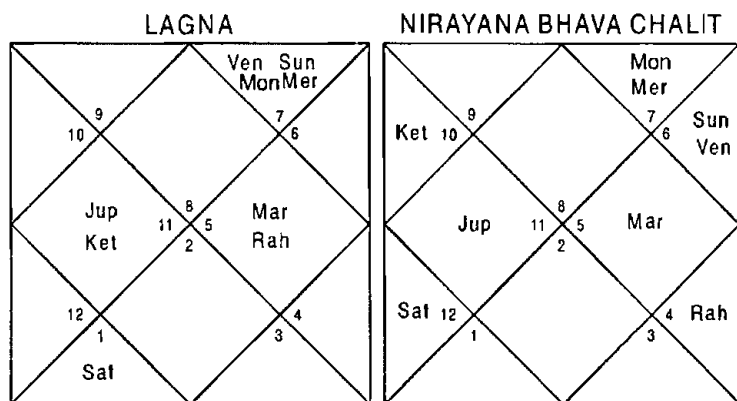 LAGNA
Ven Sun
Mon Mer
9
7
10
6
Jup
Ket
8
11
5
2
Mar
Rah
12
4
1
3
Sat
NIRAYANA BHAVA CHALIT
Mon
Mer
9
7
Ket 10
6
Sun
Ven
Jup
8
11
5
2
Mar
Sat 12
4 Rah
1
3